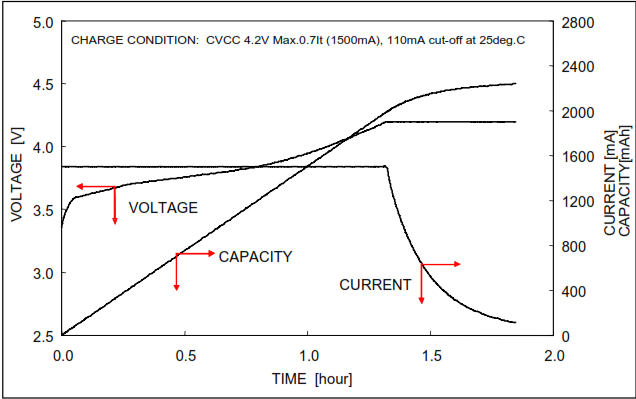 CHARGE CONDITION: CVCC 4.2V Max.0.7It (1500mA), 110mA cut-off at 25deg.C
5.0
4.5
4.0
3.5
3.0
2.5
VOLTAGE [V]
2800
2400
2000
1600
1200
800
400
0
CURRENT [mA]
CAPACITY[mAh]
VOLTAGE
CAPACITY
CURRENT
0.0
0.5
1.0
1.5
2.0
TIME [hour]